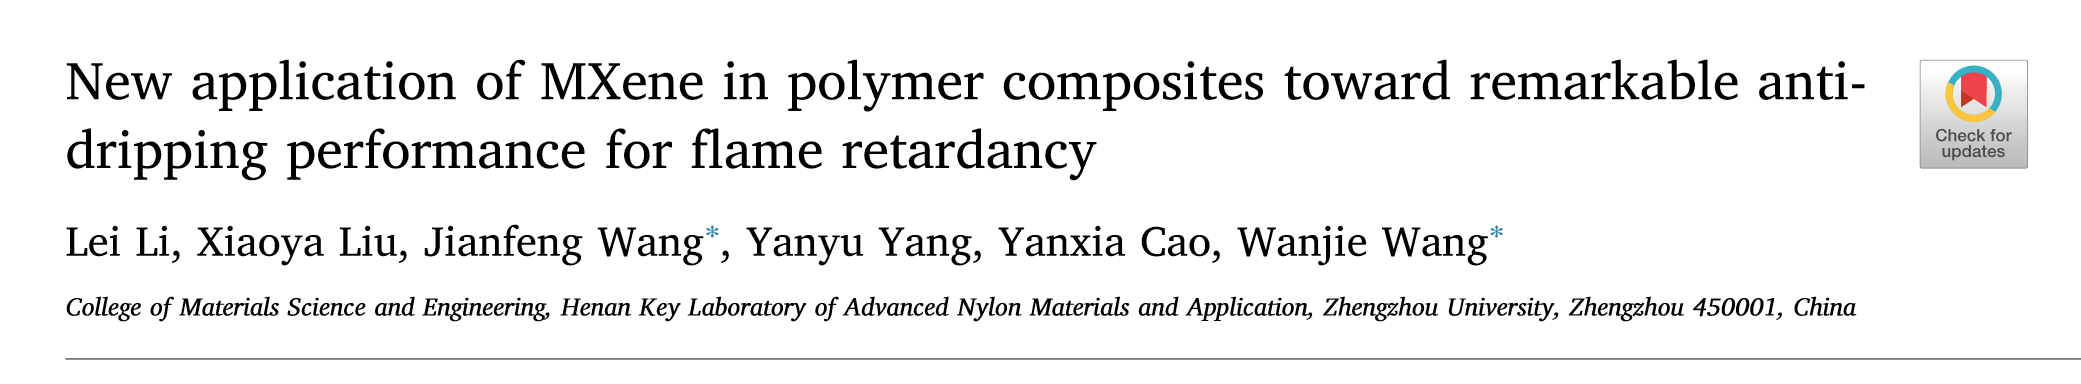 New application of MXene in polymer composites toward remarkable anti-
dripping performance for flame retardancy
Check for
updates
Lei Li, Xiaoya Liu, Jianfeng Wang*, Yanyu Yang, Yanxia Cao, Wanjie Wang*
College of Materials Science and Engineering, Henan Key Laboratory of Advanced Nylon Materials and Application, Zhengzhou University, Zhengzhou 450001, China